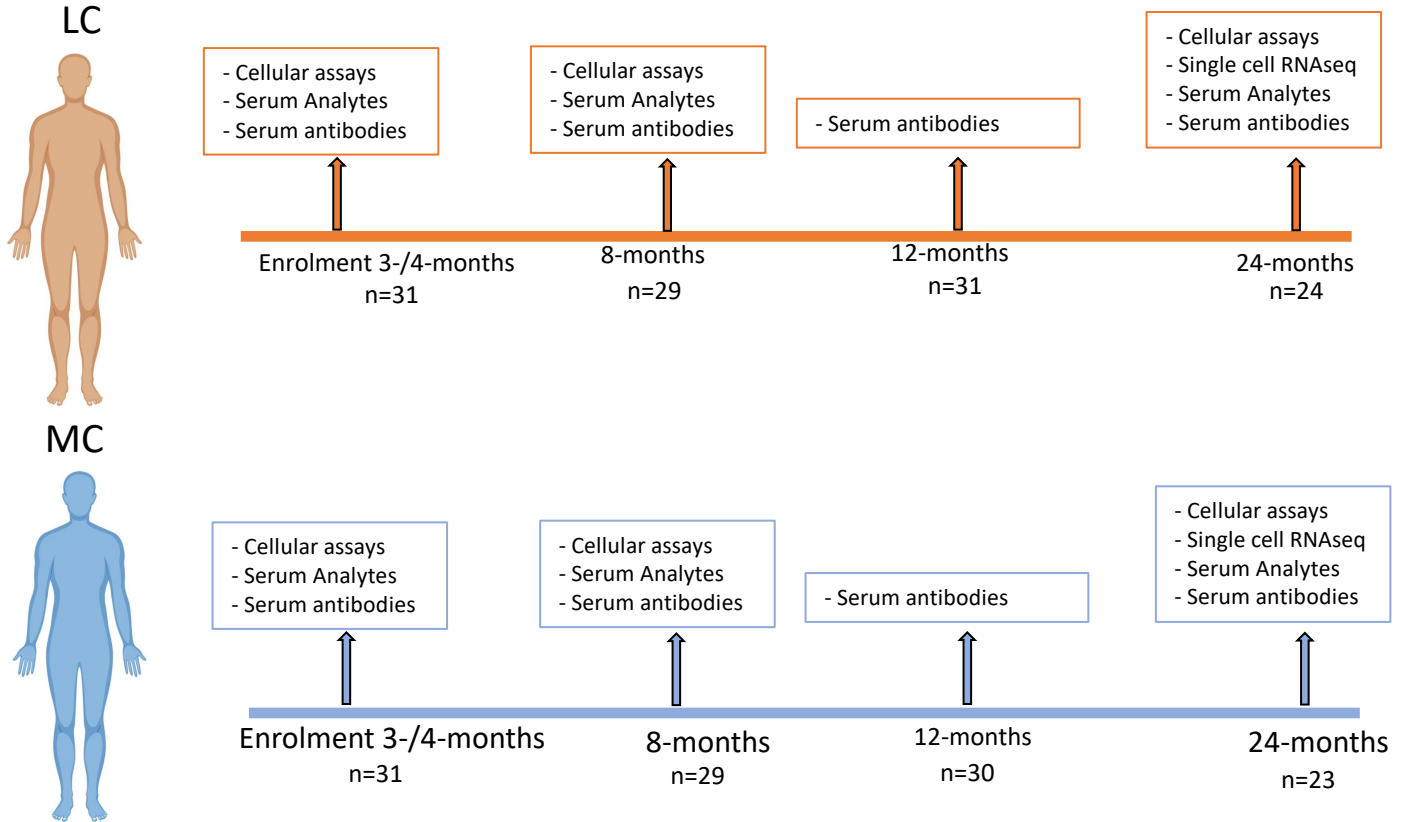 LC
- Cellular assays
- Serum Analytes
- Serum antibodies
- Cellular assays
- Serum Analytes
- Serum antibodies
- Serum antibodies
- Cellular assays
- Single cell RNAseq
- Serum Analytes
- Serum antibodies
Enrolment 3-/4-months
n=31
8-months
n=29
12-months
n=31
24-months
n=24
MC
- Cellular assays
- Serum Analytes
- Serum antibodies
- Cellular assays
- Serum Analytes
- Serum antibodies
- Serum antibodies
- Cellular assays
- Single cell RNAseq
- Serum Analytes
- Serum antibodies
Enrolment 3-/4-months
n=31
8-months
n=29
12-months
n=30
24-months
n=23